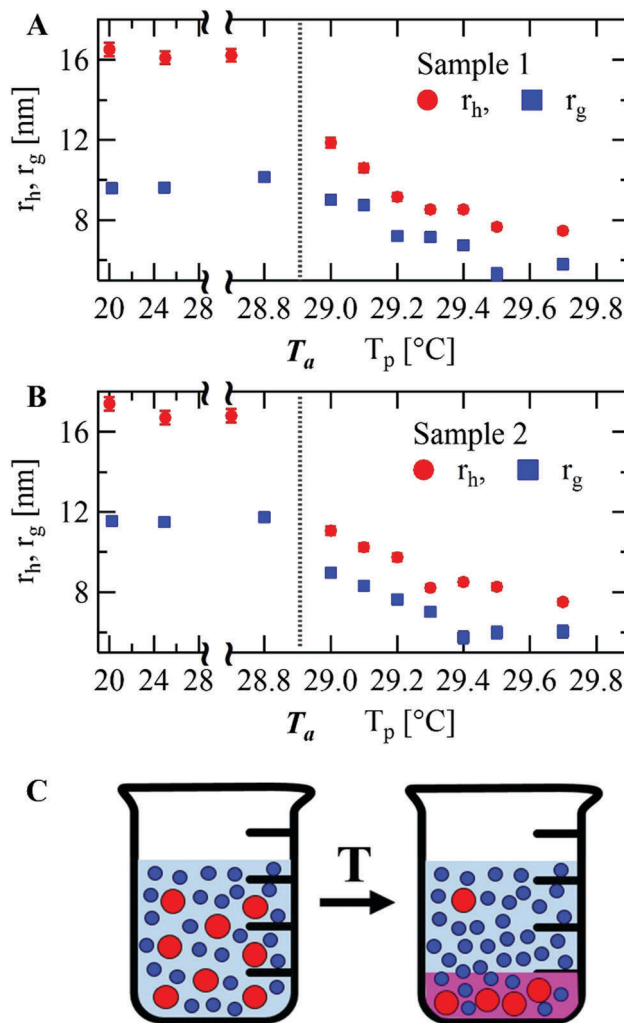 A
16
12
8
r_h, r_g [nm]
Sample 1
r_h, r_g
20 24 28 28.8 29.0 29.2 29.4 29.6 29.8
T_a T_p [°C]
B
16
12
8
r_h, r_g [nm]
Sample 2
r_h, r_g
20 24 28 28.8 29.0 29.2 29.4 29.6 29.8
T_a T_p [°C]
C
T